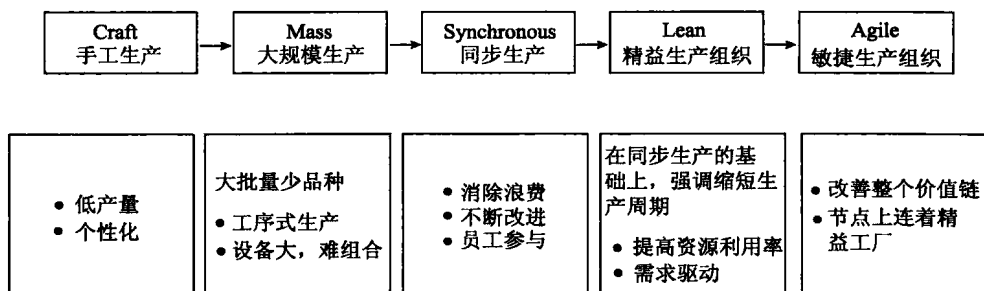 Craft
手工生产
Mass
大规模生产
Synchronous
同步生产
Lean
精益生产组织
Agile
敏捷生产组织
• 低产量
• 个性化
大批量少品种
• 工序式生产
• 设备大，难组合
• 消除浪费
• 不断改进
• 员工参与
在同步生产的基
础上，强调缩短生
产周期
• 提高资源利用率
• 需求驱动
• 改善整个价值链
• 节点上连着精
益工厂